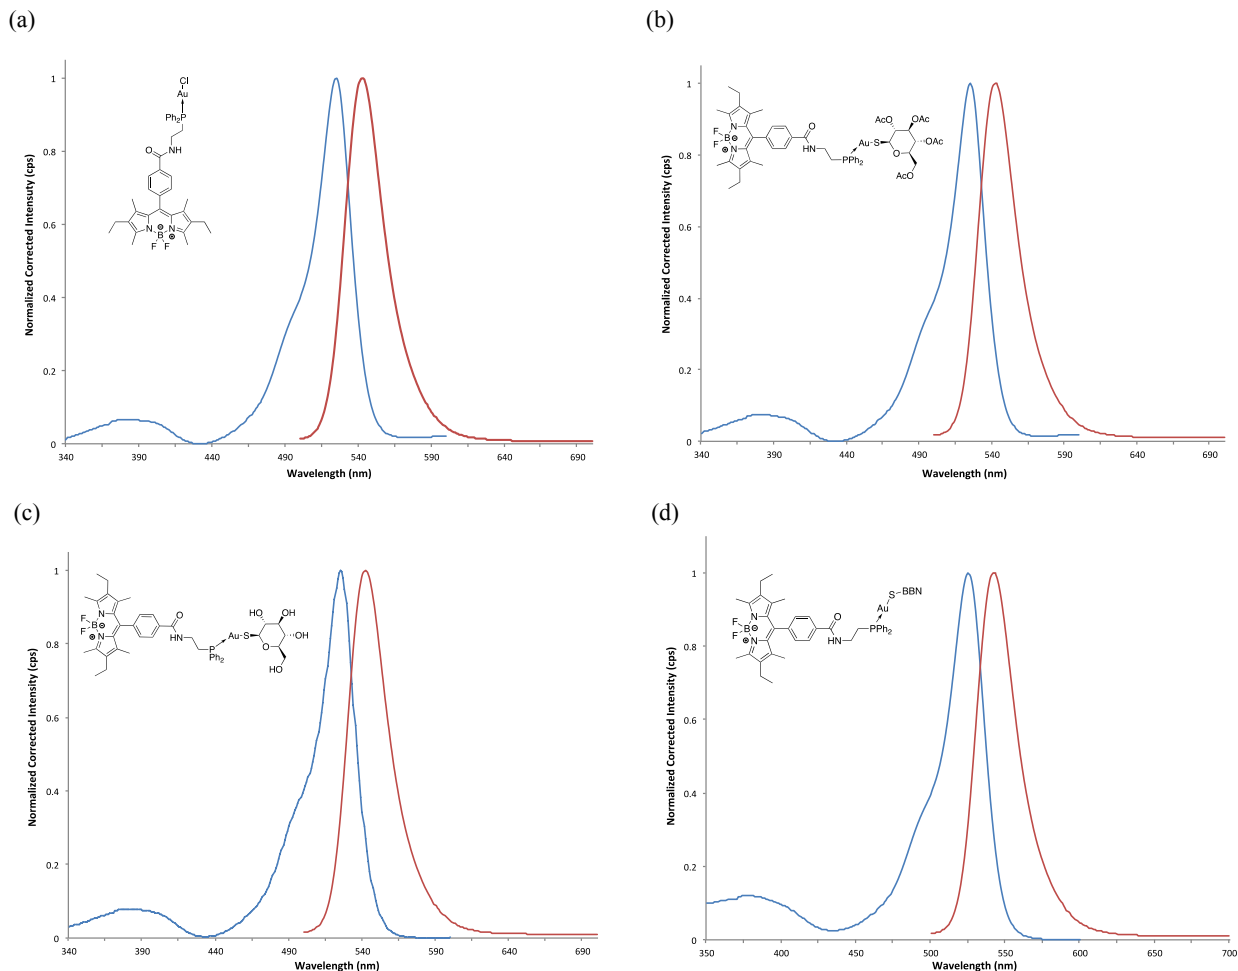 (a)
Normalized Corrected Intensity (cps)
1
0.8
0.6
0.4
0.2
0
340 390 440 490 540 590 640 690
Wavelength (nm)
Cl
Au
Ph₂P
NH
O
N N
B ⊖ ⊕
F F
(b)
Normalized Corrected Intensity (cps)
1
0.8
0.6
0.4
0.2
0
340 390 440 490 540 590 640 690
Wavelength (nm)
F
F
B ⊖
N
N
⊕
O
HN
PPh₂
Au-S
AcO
OAc
OAc
O
AcO
(c)
Normalized Corrected Intensity (cps)
1
0.8
0.6
0.4
0.2
0
340 390 440 490 540 590 640 690
Wavelength (nm)
F
F
B ⊖
N
N
⊕
O
HN
P
Ph₂
Au-S
HO
OH
OH
O
HO
(d)
Normalized Corrected Intensity (cps)
1
0.8
0.6
0.4
0.2
0
350 400 450 500 550 600 650 700
Wavelength (nm)
F
F
B ⊖
N
N
⊕
O
HN
PPh₂
Au
S-BBN